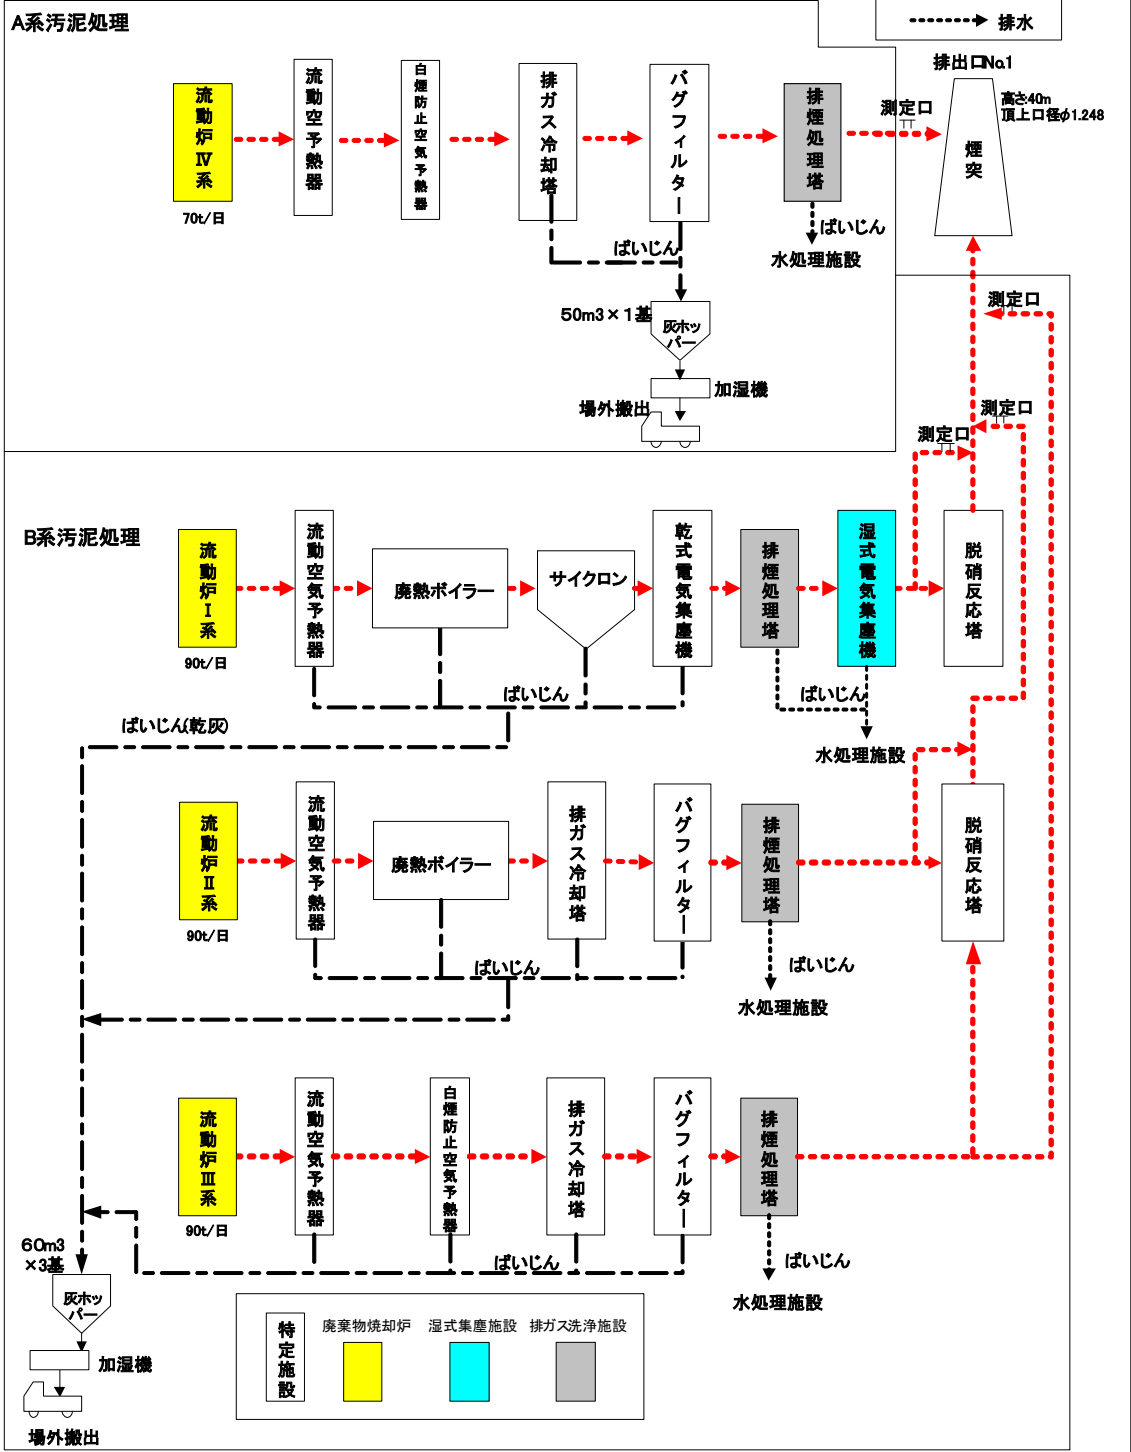 A系汚泥処理
排水
排出口No.1
高さ:40m
頂上口径φ1.248
煙突
測定口
流動炉Ⅳ系
70t/日
流動空予熱器
白煙防止空気予熱器
排ガス冷却塔
バグフィルター
排煙処理塔
ばいじん
水処理施設
ばいじん
50m3×1基
灰ホッ
パー
加湿機
場外搬出
測定口
測定口
測定口
B系汚泥処理
流動炉Ⅰ系
90t/日
流動空気予熱器
廃熱ボイラー
サイクロン
乾式電気集塵機
排煙処理塔
湿式電気集塵機
脱硝反応塔
ばいじん
ばいじん
水処理施設
ばいじん(乾灰)
流動炉Ⅱ系
90t/日
流動空気予熱器
廃熱ボイラー
排ガス冷却塔
バグフィルター
排煙処理塔
脱硝反応塔
ばいじん
ばいじん
水処理施設
流動炉Ⅲ系
90t/日
流動空気予熱器
白煙防止空気予熱器
排ガス冷却塔
バグフィルター
排煙処理塔
ばいじん
ばいじん
水処理施設
60m3
×3基
灰ホッ
パー
加湿機
場外搬出
特定施設
廃棄物焼却炉
湿式集塵施設
排ガス洗浄施設